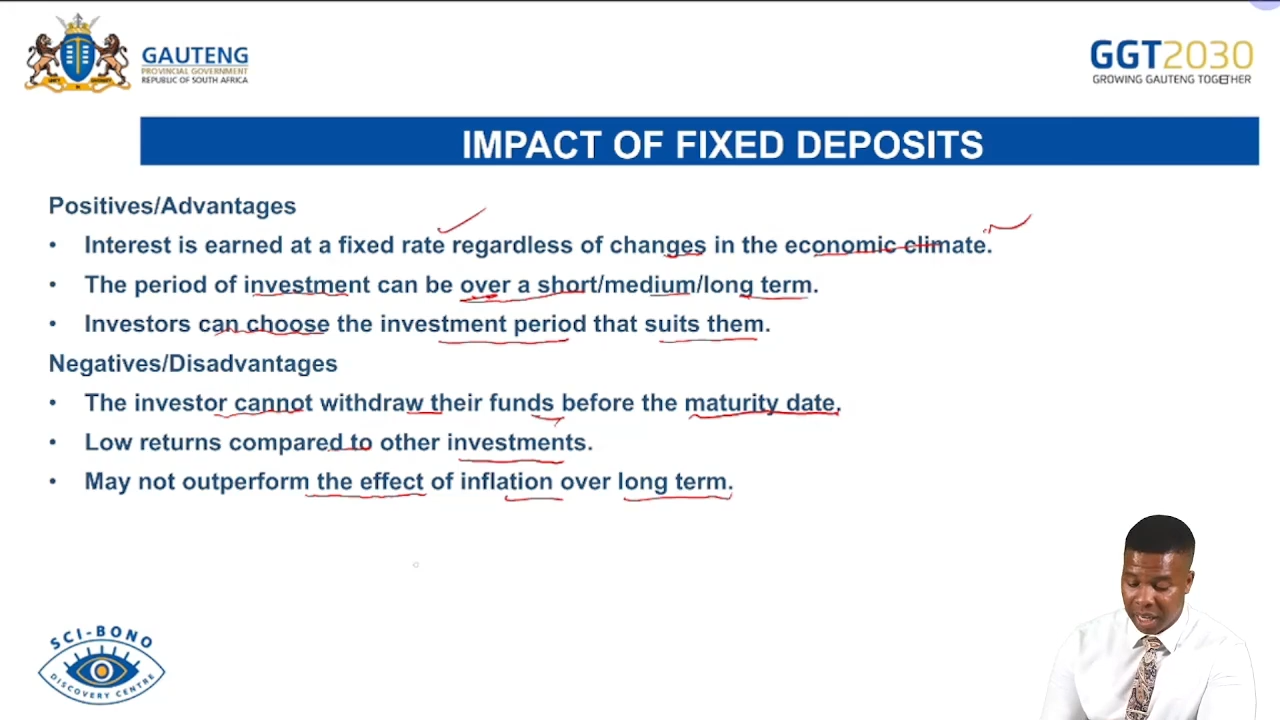 GAUTENG
PROVINCIAL GOVERNMENT
REPUBLIC OF SOUTH AFRICA
GGT2030
GROWING GAUTENG TOGETHER
IMPACT OF FIXED DEPOSITS
Positives/Advantages
• Interest is earned at a fixed rate regardless of changes in the economic climate.
• The period of investment can be over a short/medium/long term.
• Investors can choose the investment period that suits them.
Negatives/Disadvantages
• The investor cannot withdraw their funds before the maturity date.
• Low returns compared to other investments.
• May not outperform the effect of inflation over long term.
SCI-BONO
DISCOVERY CENTRE